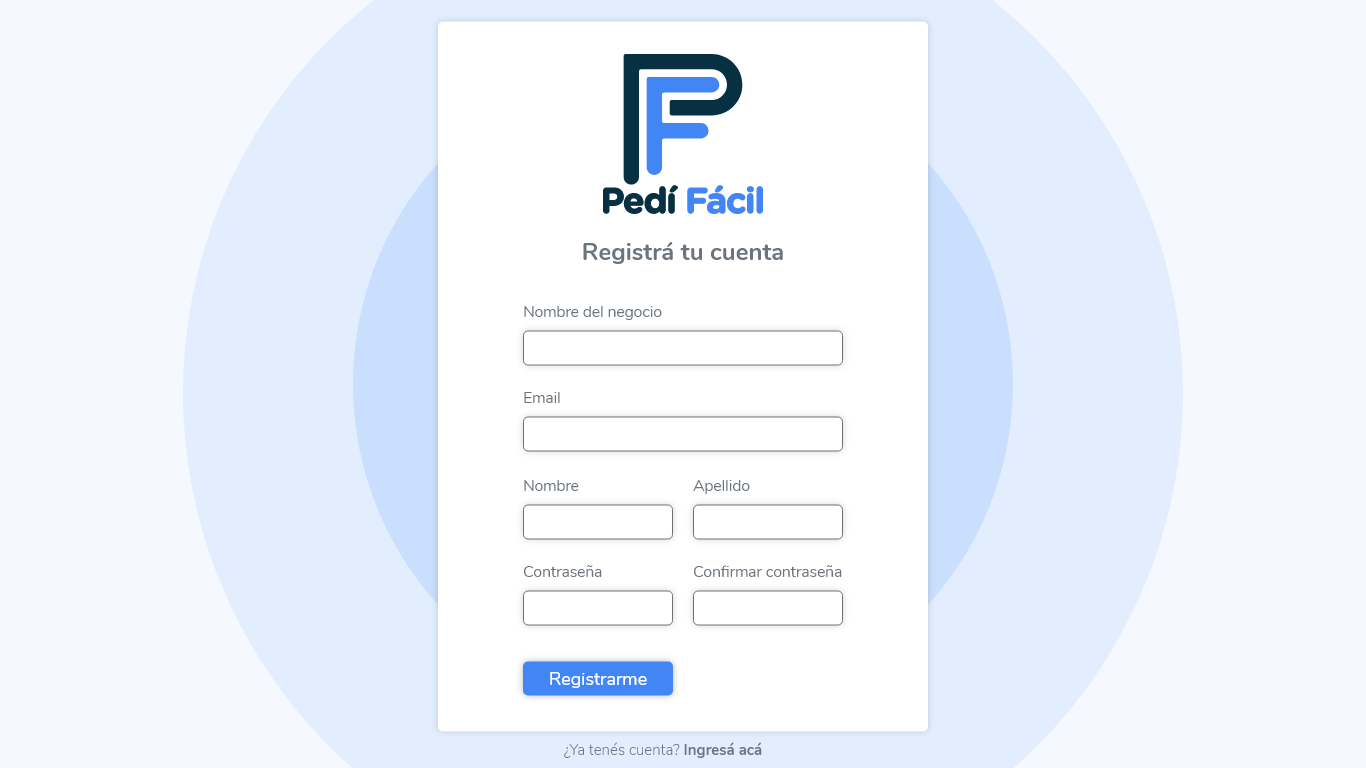 PF
Pedí Fácil
Registrá tu cuenta
Nombre del negocio
Email
Nombre Apellido
Contraseña Confirmar contraseña
Registrarme
¿Ya tenés cuenta? Ingresá acá